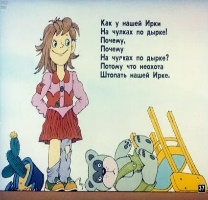 Как у нашей Ирки
На чулках по дырке!
Почему,
Почему
На чулках по дырке?
Потому что неохота
Штопать нашей Ирке.
37